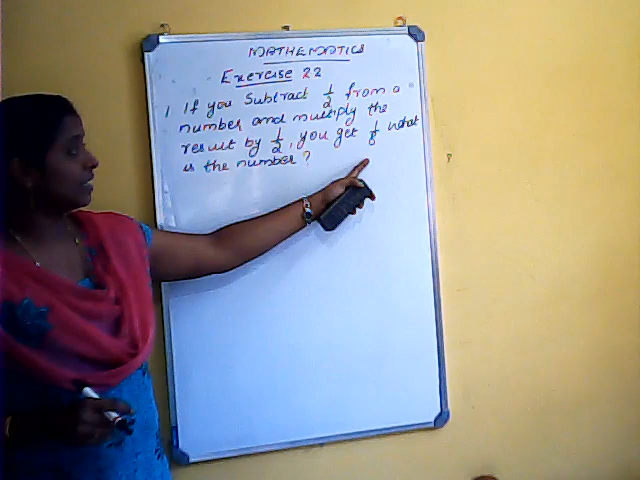 MATHEMATICS
Exercise 22
1 If you subtract 1/2 from a
number and multiply the
result by 1/2, you get 1/8 what
is the number?